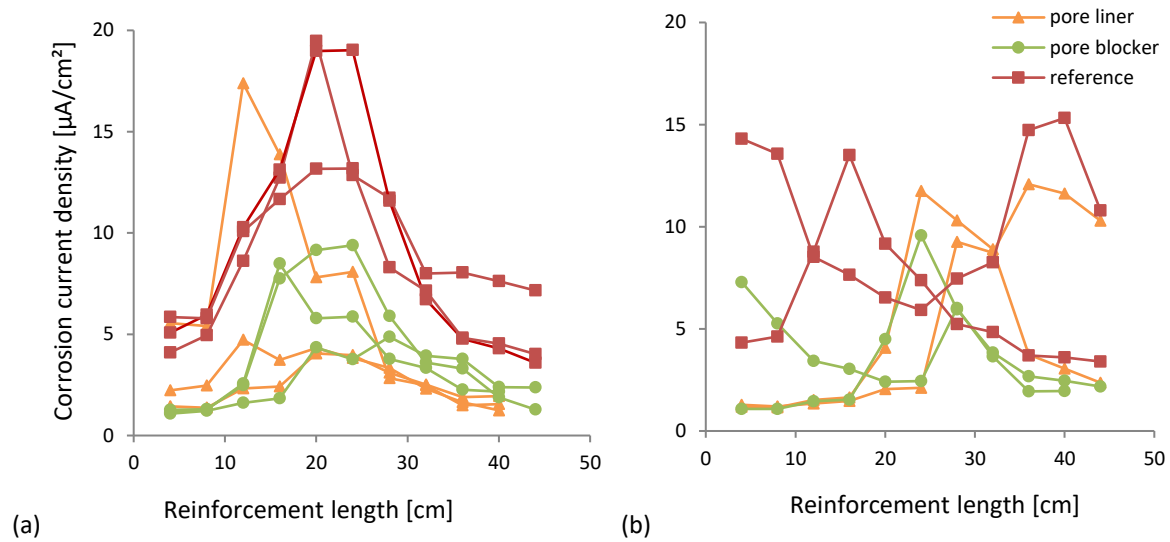 Corrosion current density [µA/cm²]
20
15
10
5
0
0 10 20 30 40 50
Reinforcement length [cm]
(a)
20
15
10
5
0
0 10 20 30 40 50
Reinforcement length [cm]
(b)
pore liner
pore blocker
reference